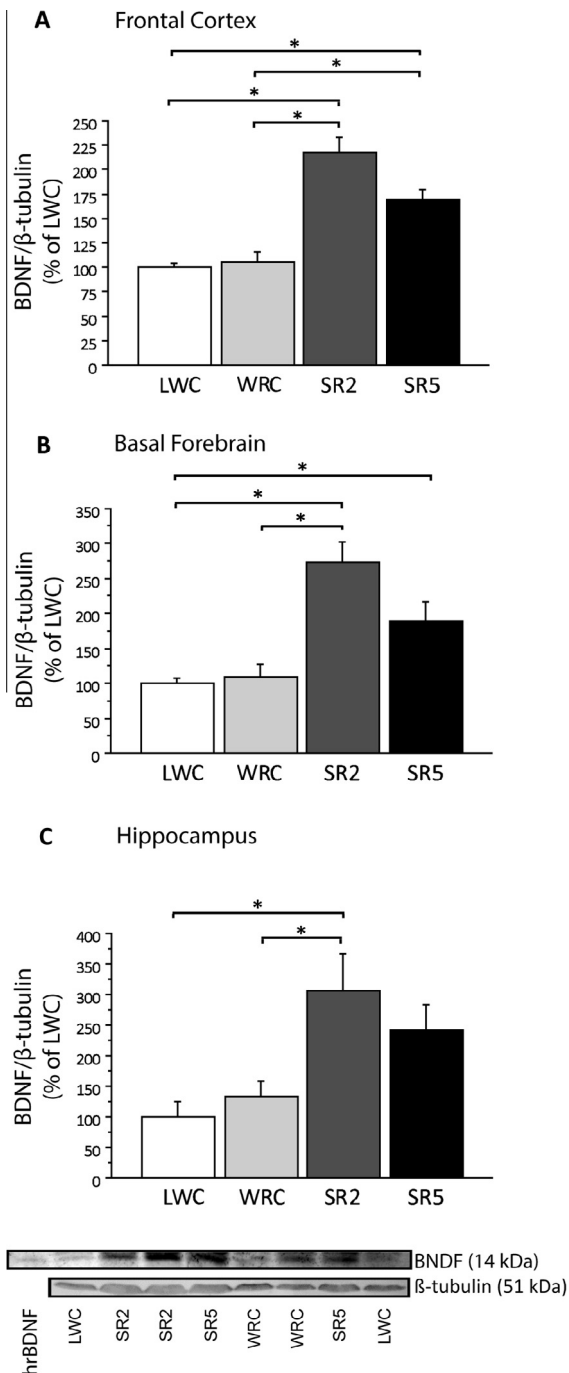 A Frontal Cortex
*
*
*
*
BDNF/β-tubulin
(% of LWC)
225
200
175
150
125
100
75
50
25
0
LWC WRC SR2 SR5
B Basal Forebrain
*
*
*
BDNF/β-tubulin
(% of LWC)
350
300
250
200
150
100
50
0
LWC WRC SR2 SR5
C Hippocampus
*
*
BDNF/β-tubulin
(% of LWC)
400
350
300
250
200
150
100
50
0
LWC WRC SR2 SR5
BNDF (14 kDa)
ß-tubulin (51 kDa)
hrBDNF LWC SR2 SR2 SR5 WRC WRC SR5 LWC